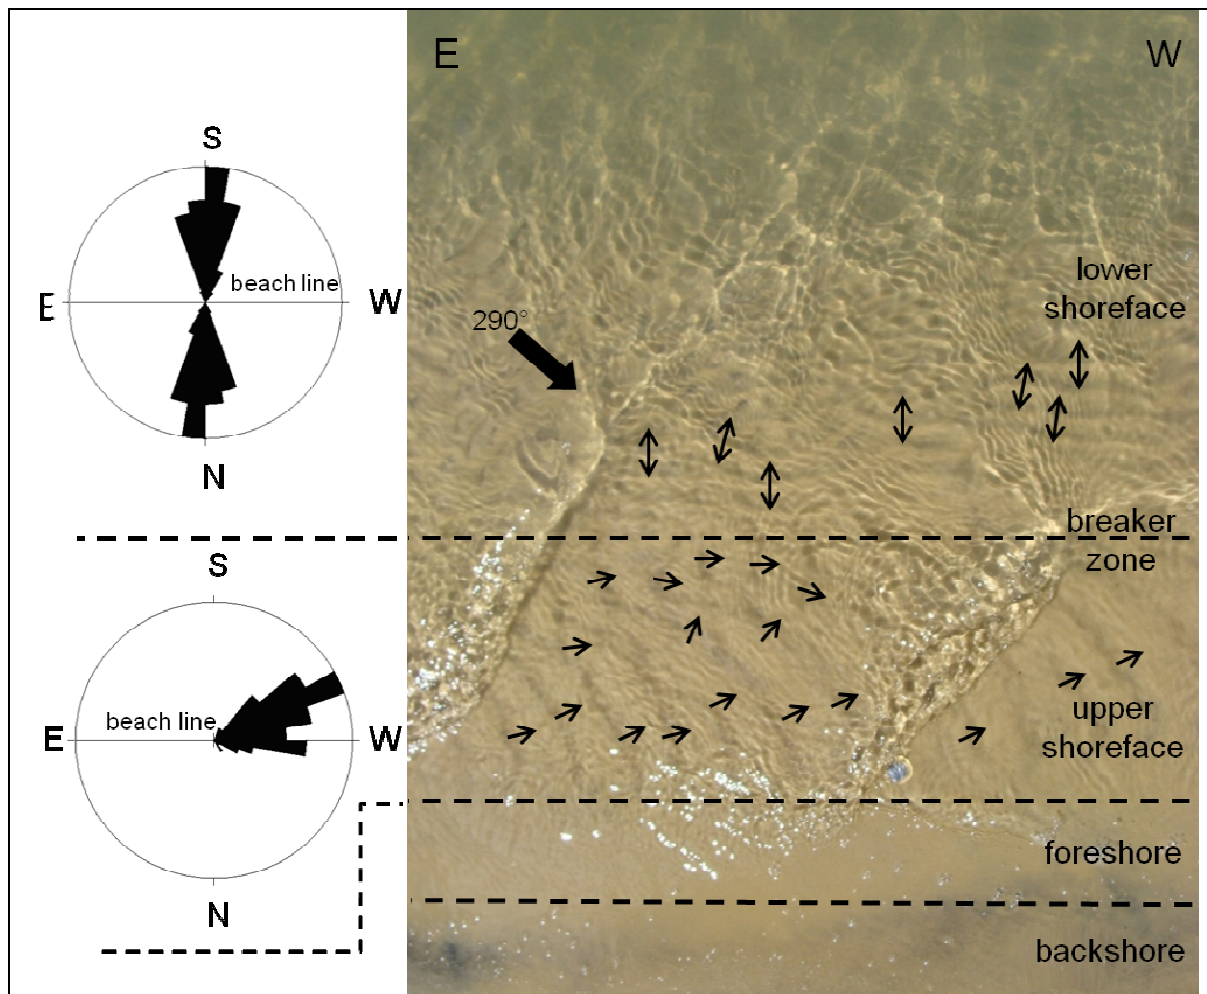 E
W
S
beach line
E
W
N
290°
lower
shoreface
breaker
zone
S
beach line
E
W
N
upper
shoreface
foreshore
backshore